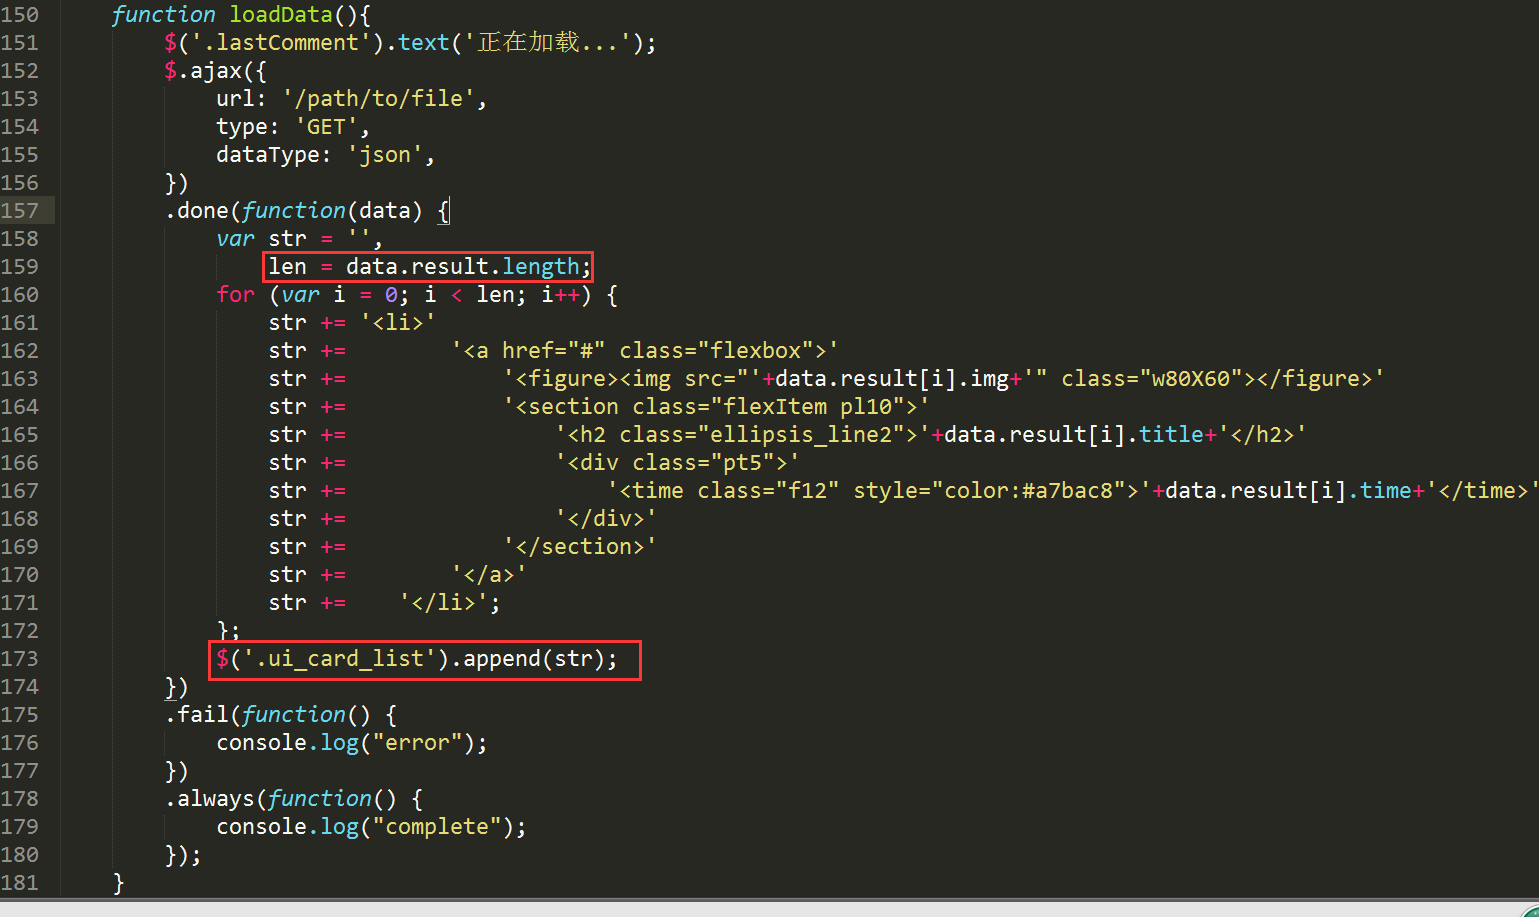 150 function loadData(){
151 $('.lastComment').text('正在加载...');
152 $.ajax({
153 url: '/path/to/file',
154 type: 'GET',
155 dataType: 'json',
156 })
157 .done(function(data) {
158 var str = '',
159 len = data.result.length;
160 for (var i = 0; i < len; i++) {
161 str += '<li>'
162 str += '<a href="#" class="flexbox">'
163 str += '<figure><img src="'+data.result[i].img+'" class="w80X60"></figure>'
164 str += '<section class="flexItem pl10">'
165 str += '<h2 class="ellipsis_line2">'+data.result[i].title+'</h2>'
166 str += '<div class="pt5">'
167 str += '<time class="f12" style="color:#a7bac8">'+data.result[i].time+'</time>'
168 str += '</div>'
169 str += '</section>'
170 str += '</a>'
171 str += '</li>';
172 };
173 $('.ui_card_list').append(str);
174 })
175 .fail(function() {
176 console.log("error");
177 })
178 .always(function() {
179 console.log("complete");
180 });
181 }